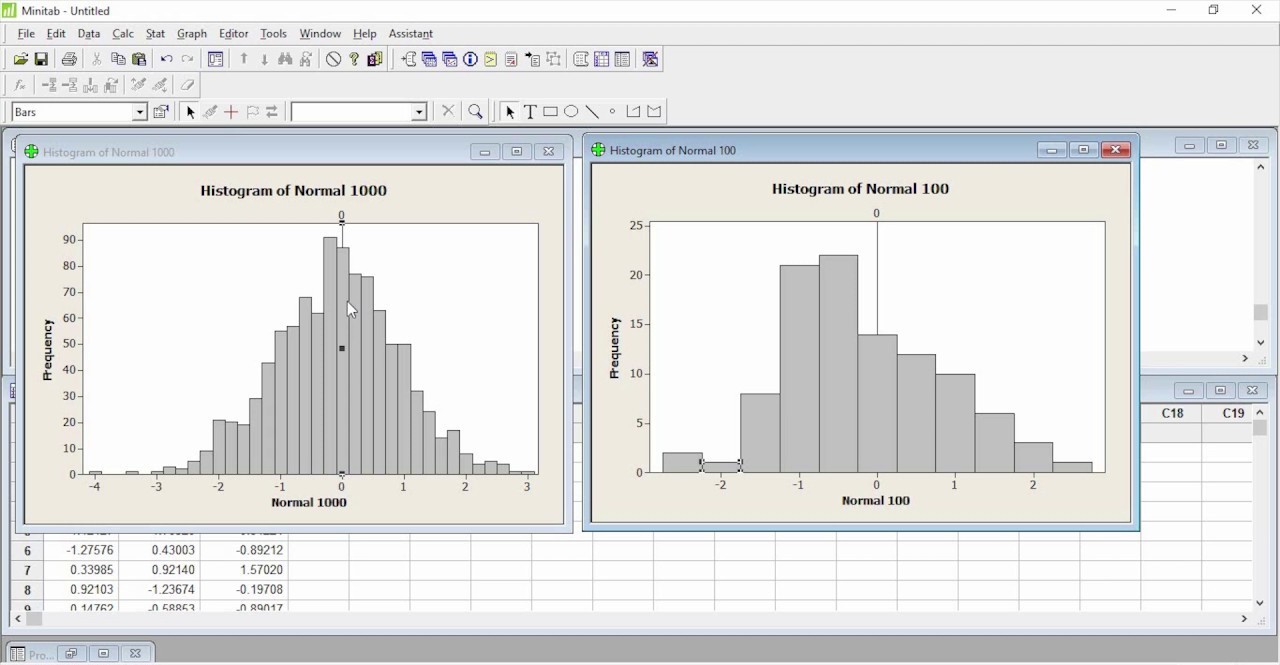 Minitab - Untitled
File Edit Data Calc Stat Graph Editor Tools Window Help Assistant
Bars
Histogram of Normal 1000
Histogram of Normal 1000
0
90
80
70
60
50
40
30
20
10
0
Frequency
-4 -3 -2 -1 0 1 2 3
Normal 1000
Histogram of Normal 100
Histogram of Normal 100
0
25
20
15
10
5
0
Frequency
-2 -1 0 1 2
Normal 100
C18 C19
6 -1.27576 0.43003 -0.89212
7 0.33985 0.92140 1.57020
8 0.92103 -1.23674 -0.19708
9 0.14762 -0.58853 -0.89017
Pro...